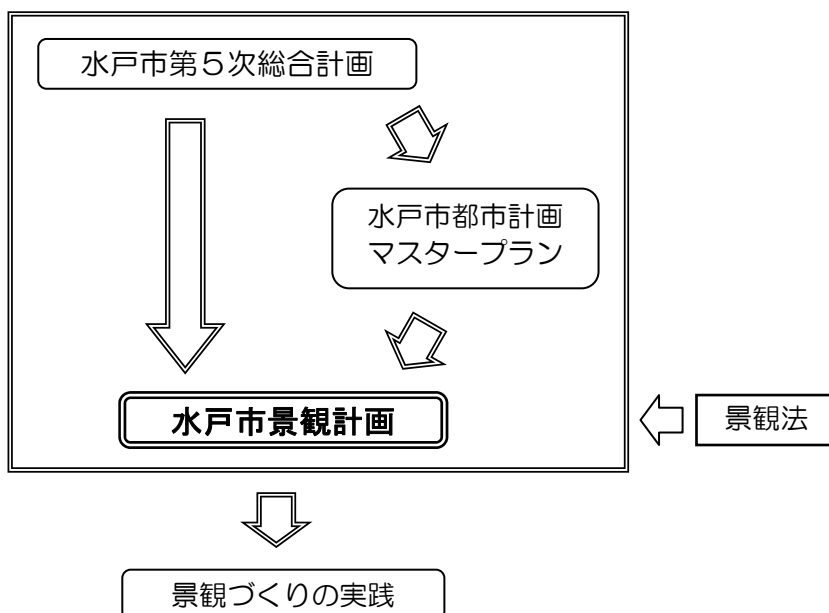 水戸市第５次総合計画
水戸市都市計画
マスタープラン
水戸市景観計画
景観法
景観づくりの実践